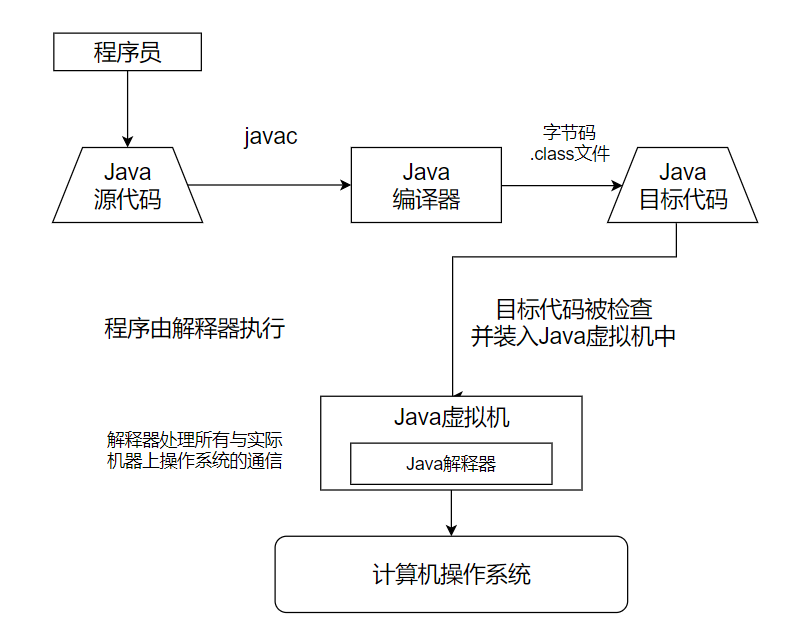 程序员
javac
Java
源代码
Java
编译器
字节码
.class文件
Java
目标代码
程序由解释器执行
目标代码被检查
并装入Java虚拟机中
Java虚拟机
Java解释器
解释器处理所有与实际
机器上操作系统的通信
计算机操作系统